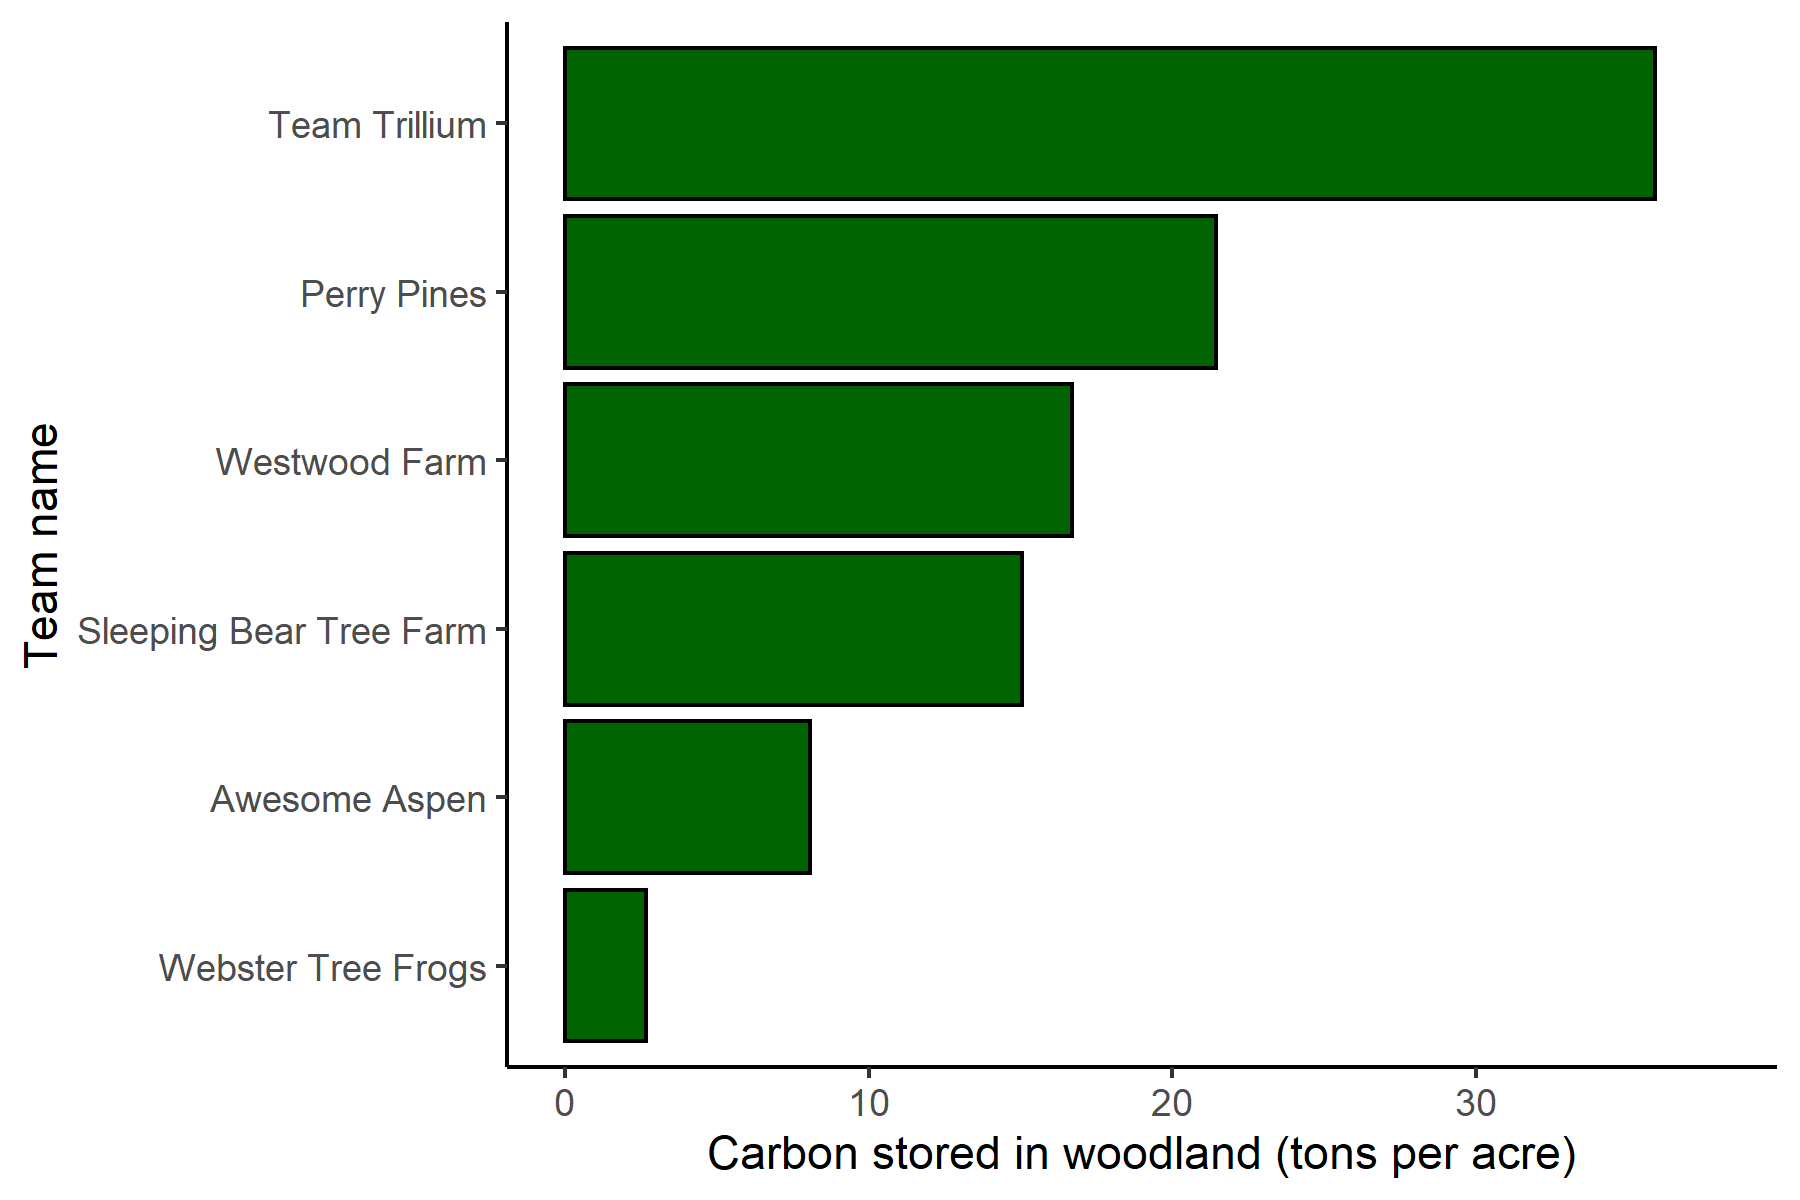 Team name
Team Trillium
Perry Pines
Westwood Farm
Sleeping Bear Tree Farm
Awesome Aspen
Webster Tree Frogs
0 10 20 30
Carbon stored in woodland (tons per acre)